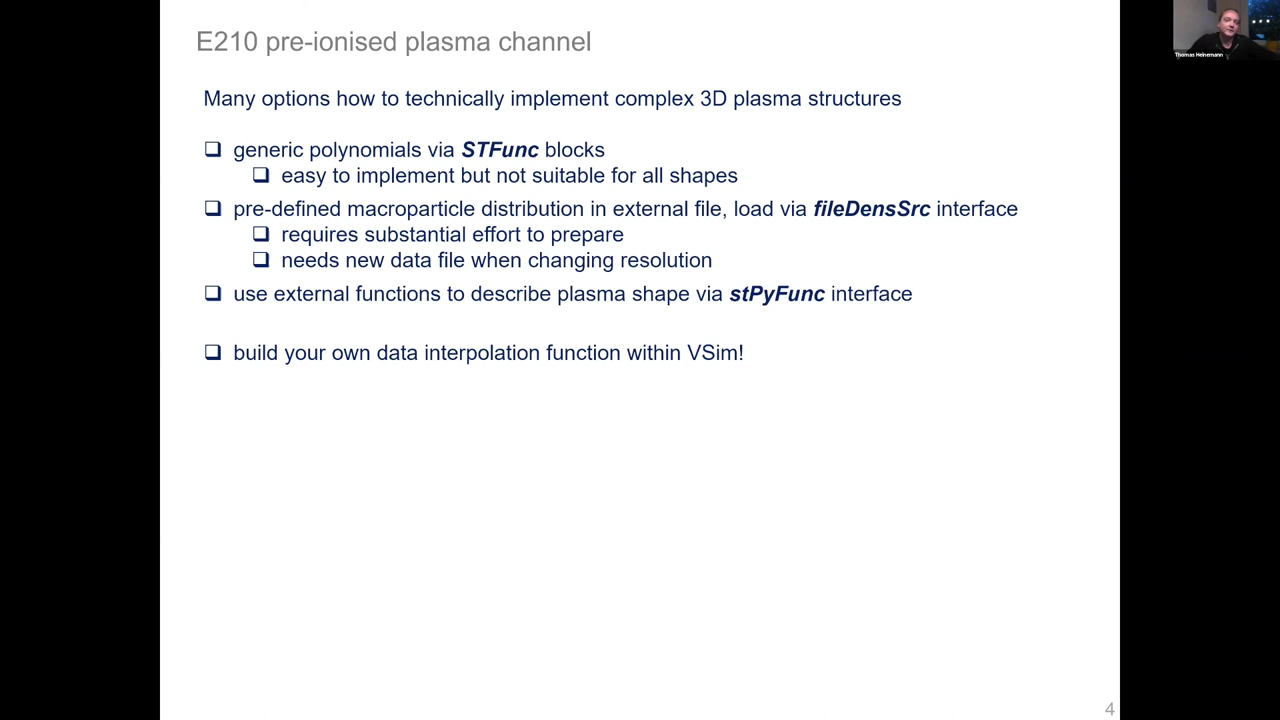 E210 pre-ionised plasma channel
Thomas Heinemann
Many options how to technically implement complex 3D plasma structures
❑ generic polynomials via STFunc blocks
❑ easy to implement but not suitable for all shapes
❑ pre-defined macroparticle distribution in external file, load via fileDensSrc interface
❑ requires substantial effort to prepare
❑ needs new data file when changing resolution
❑ use external functions to describe plasma shape via stPyFunc interface
❑ build your own data interpolation function within VSim!
4